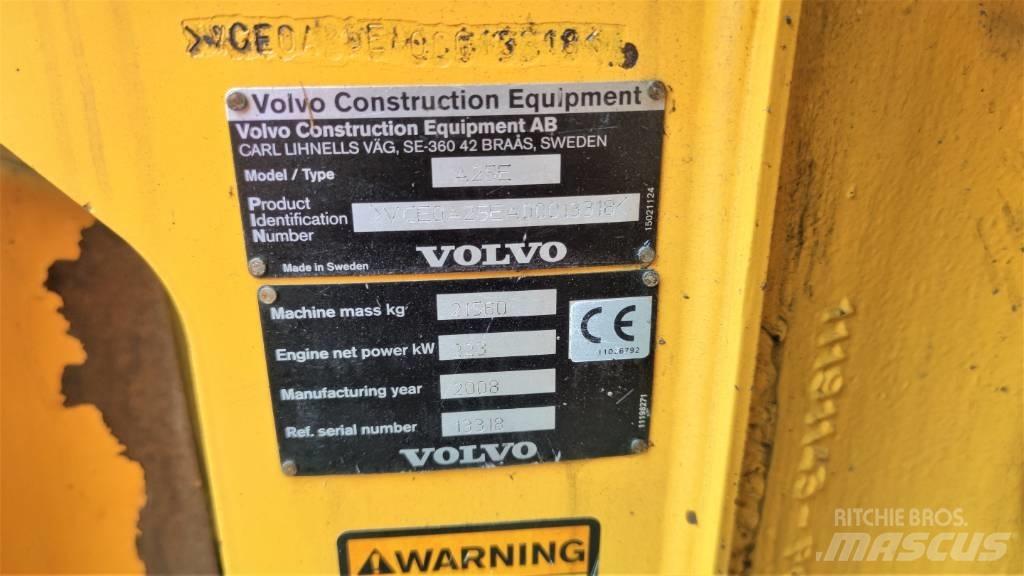 Volvo Construction Equipment
Volvo Construction Equipment AB
CARL LIHNELLS VÄG, SE-360 42 BRAÅS, SWEDEN
Model / Type A25E
Product
Identification
Number
15021124
VOLVO
Made in Sweden
Machine mass kg 21560
Engine net power kW
CE
Manufacturing year 2008
Ref. serial number 13318
11198271
VOLVO
WARNING
RITCHIE BROS.
MASCUS